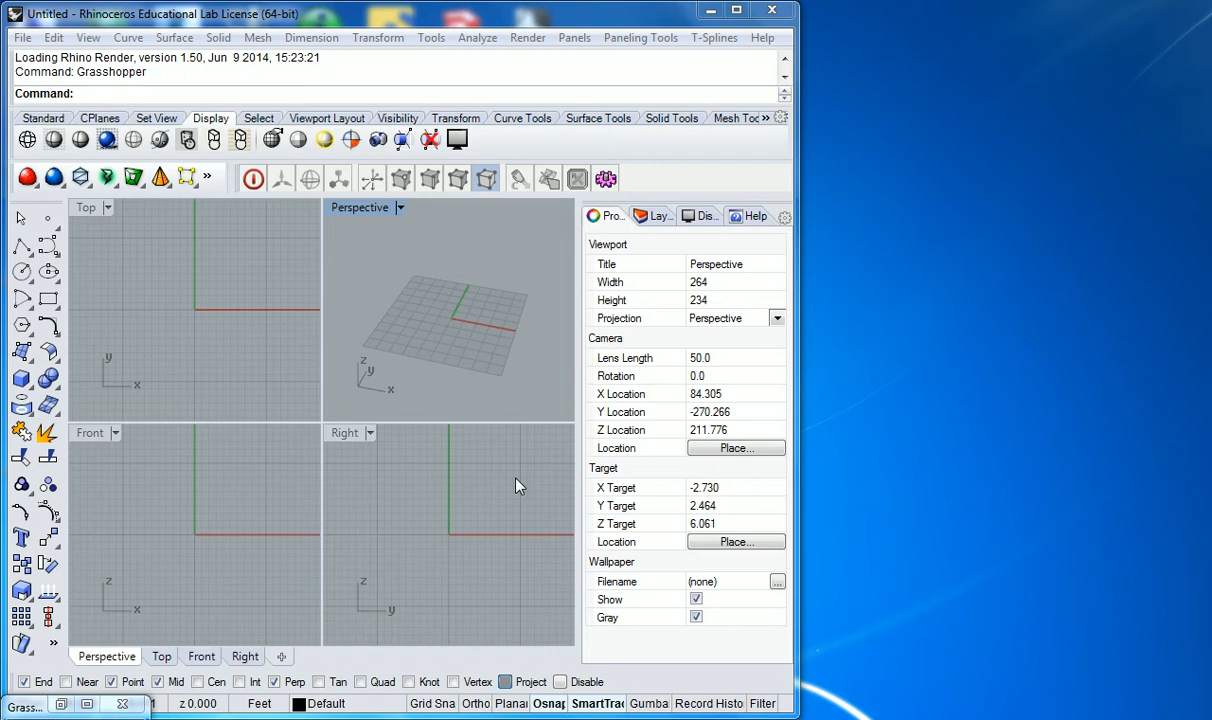 Untitled - Rhinoceros Educational Lab License (64-bit)
File Edit View Curve Surface Solid Mesh Dimension Transform Tools Analyze Render Panels Paneling Tools T-Splines Help
Loading Rhino Render, version 1.50, Jun 9 2014, 15:23:21
Command: Grasshopper
Command:
Standard CPlanes Set View Display Select Viewport Layout Visibility Transform Curve Tools Surface Tools Solid Tools Mesh Too »
Top
Perspective
Front
Right
z y x
y x
z x
z y
Pro... Lay... Dis... Help
Viewport
Title Perspective
Width 264
Height 234
Projection Perspective
Camera
Lens Length 50.0
Rotation 0.0
X Location 84.305
Y Location -270.266
Z Location 211.776
Location Place...
Target
X Target -2.730
Y Target 2.464
Z Target 6.061
Location Place...
Wallpaper
Filename (none) ...
Show
Gray
Perspective Top Front Right
End Near Point Mid Cen Int Perp Tan Quad Knot Vertex Project Disable
Grass... 1 z 0.000 Feet Default Grid Sna Ortho Planar Osnap SmartTrac Gumba Record Histo Filter